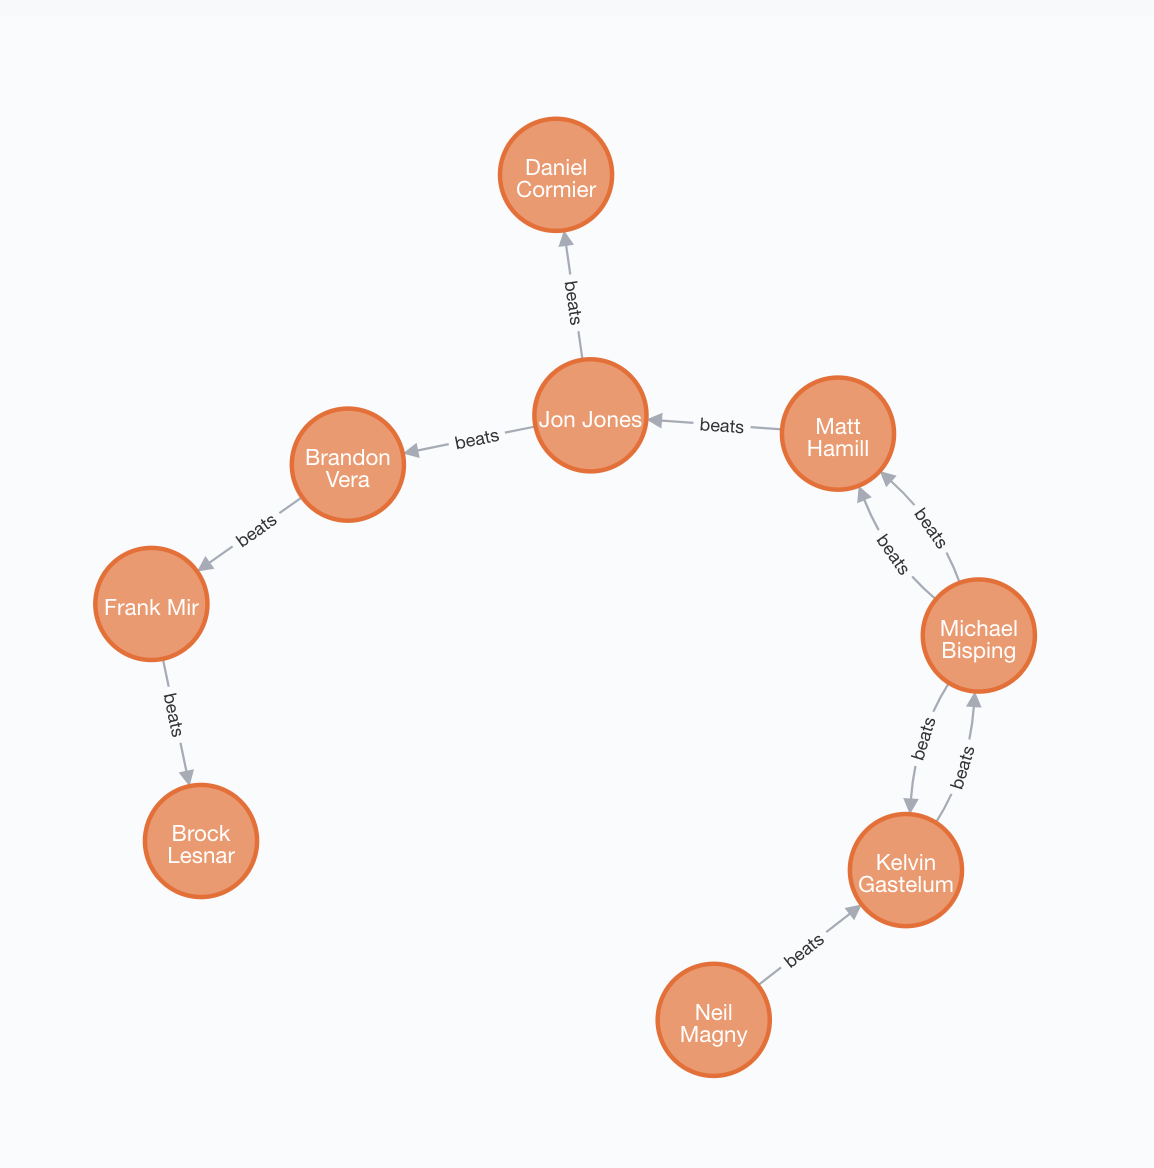 Daniel
Cormier
beats
Jon Jones
beats
Matt
Hamill
beats
Brandon
Vera
beats
beats
beats
Frank Mir
Michael
Bisping
beats
beats
beats
Brock
Lesnar
Kelvin
Gastelum
beats
Neil
Magny